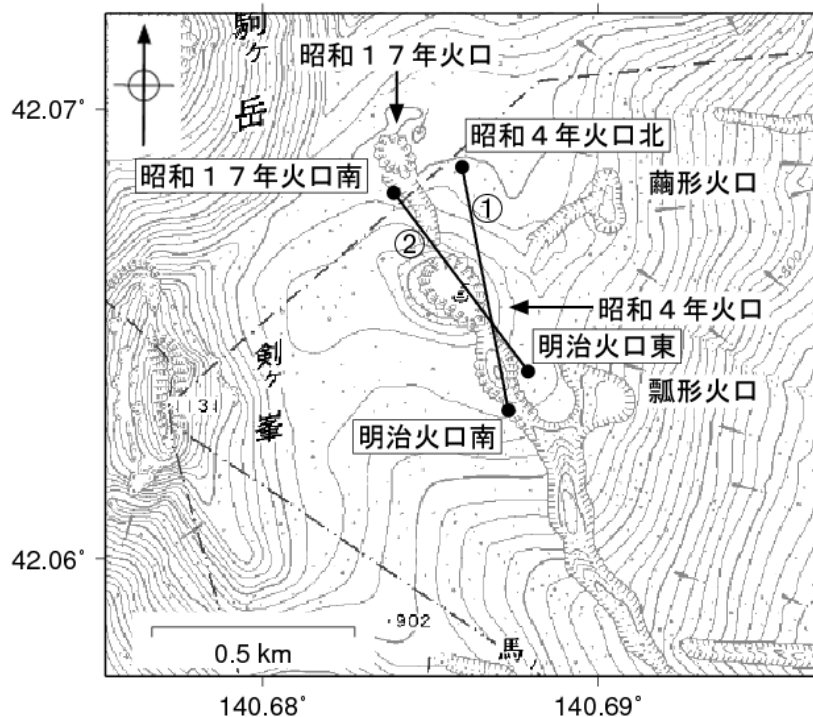 駒ヶ岳
昭和１７年火口
42.07°
昭和４年火口北
昭和１７年火口南
繭形火口
①
②
昭和４年火口
明治火口東
剣ヶ峯
1131
瓢形火口
明治火口南
42.06°
902
0.5 km
馬ノ
140.68°
140.69°